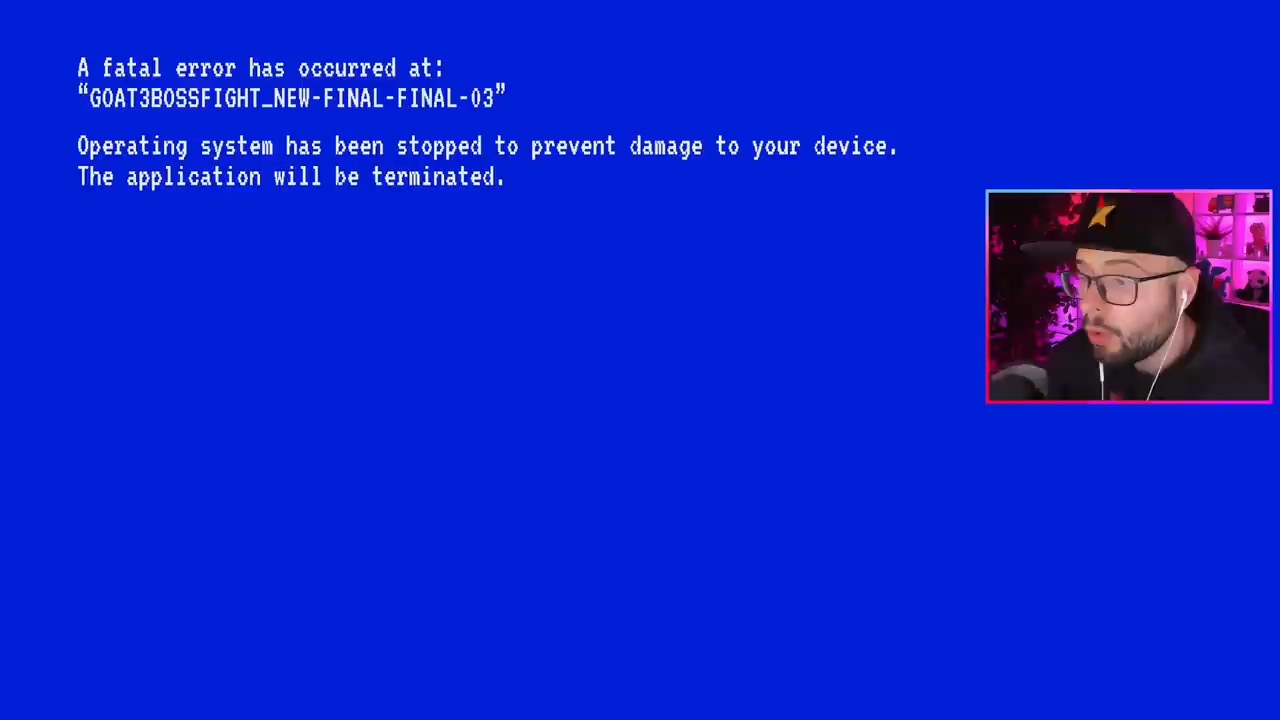 A fatal error has occurred at:
“GOAT3BOSSFIGHT_NEW-FINAL-FINAL-03”
Operating system has been stopped to prevent damage to your device.
The application will be terminated.